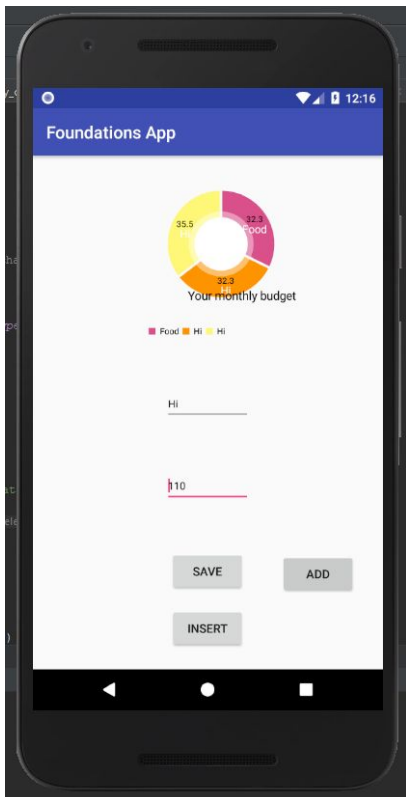 12:16
Foundations App
35.5
32.3
Food
32.3
Hi
Your monthly budget
Food Hi Hi
Hi
110
SAVE
ADD
INSERT